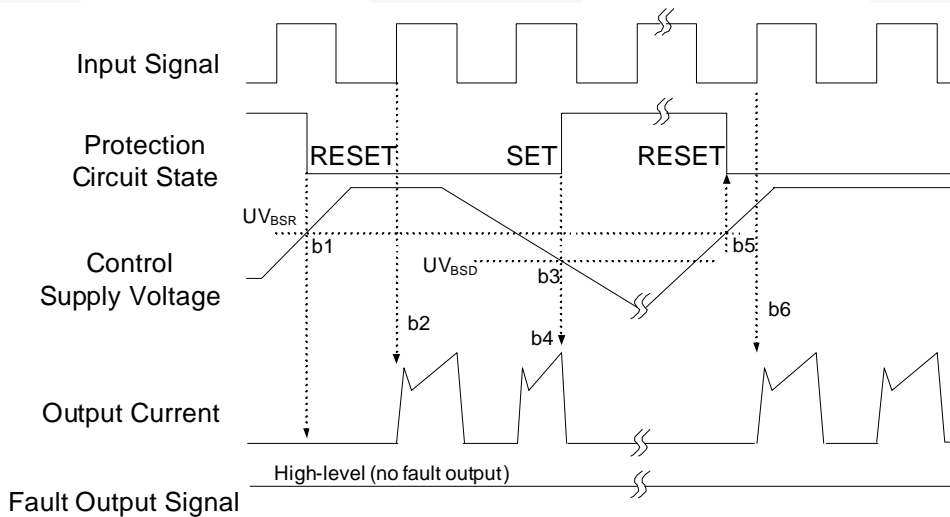 Input Signal
Protection
Circuit State
RESET
SET
RESET
UVBSR
b1
b5
UVBSD
b3
Control
Supply Voltage
b2
b4
b6
Output Current
High-level (no fault output)
Fault Output Signal